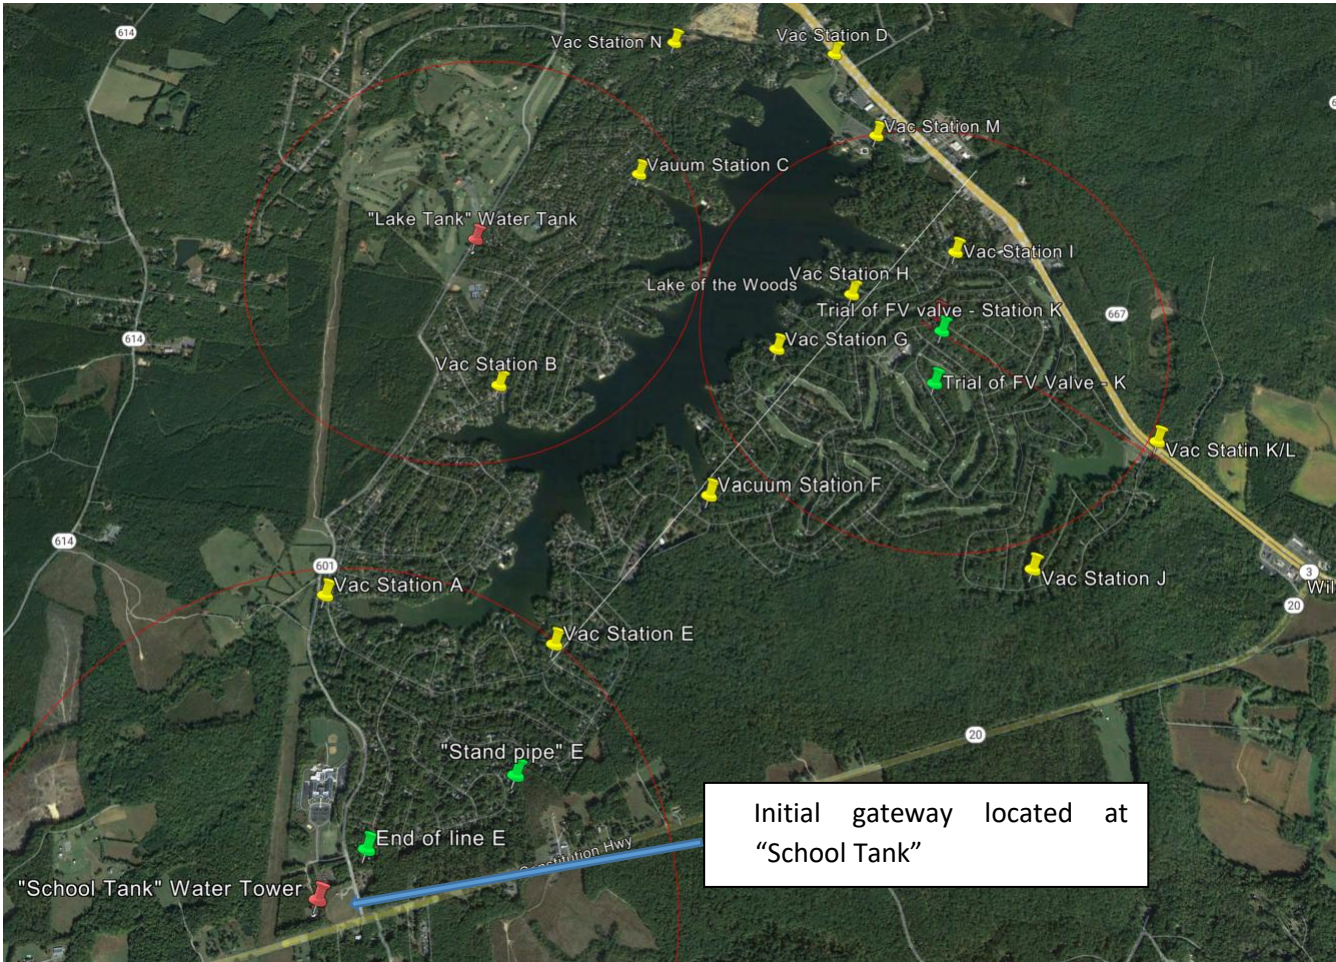 614
Vac Station N
Vac Station D
Vac Station M
Vauum Station C
"Lake Tank" Water Tank
Vac Station I
Vac Station H
Lake of the Woods
Trial of FV valve - Station K
667
614
Vac Station G
Vac Station B
Trial of FV Valve - K
Vac Statin K/L
Vacuum Station F
614
601
Vac Station A
Vac Station J
3
Wil
20
Vac Station E
20
"Stand pipe" E
Initial gateway located at
“School Tank”
End of line E
Constitution Hwy
"School Tank" Water Tower